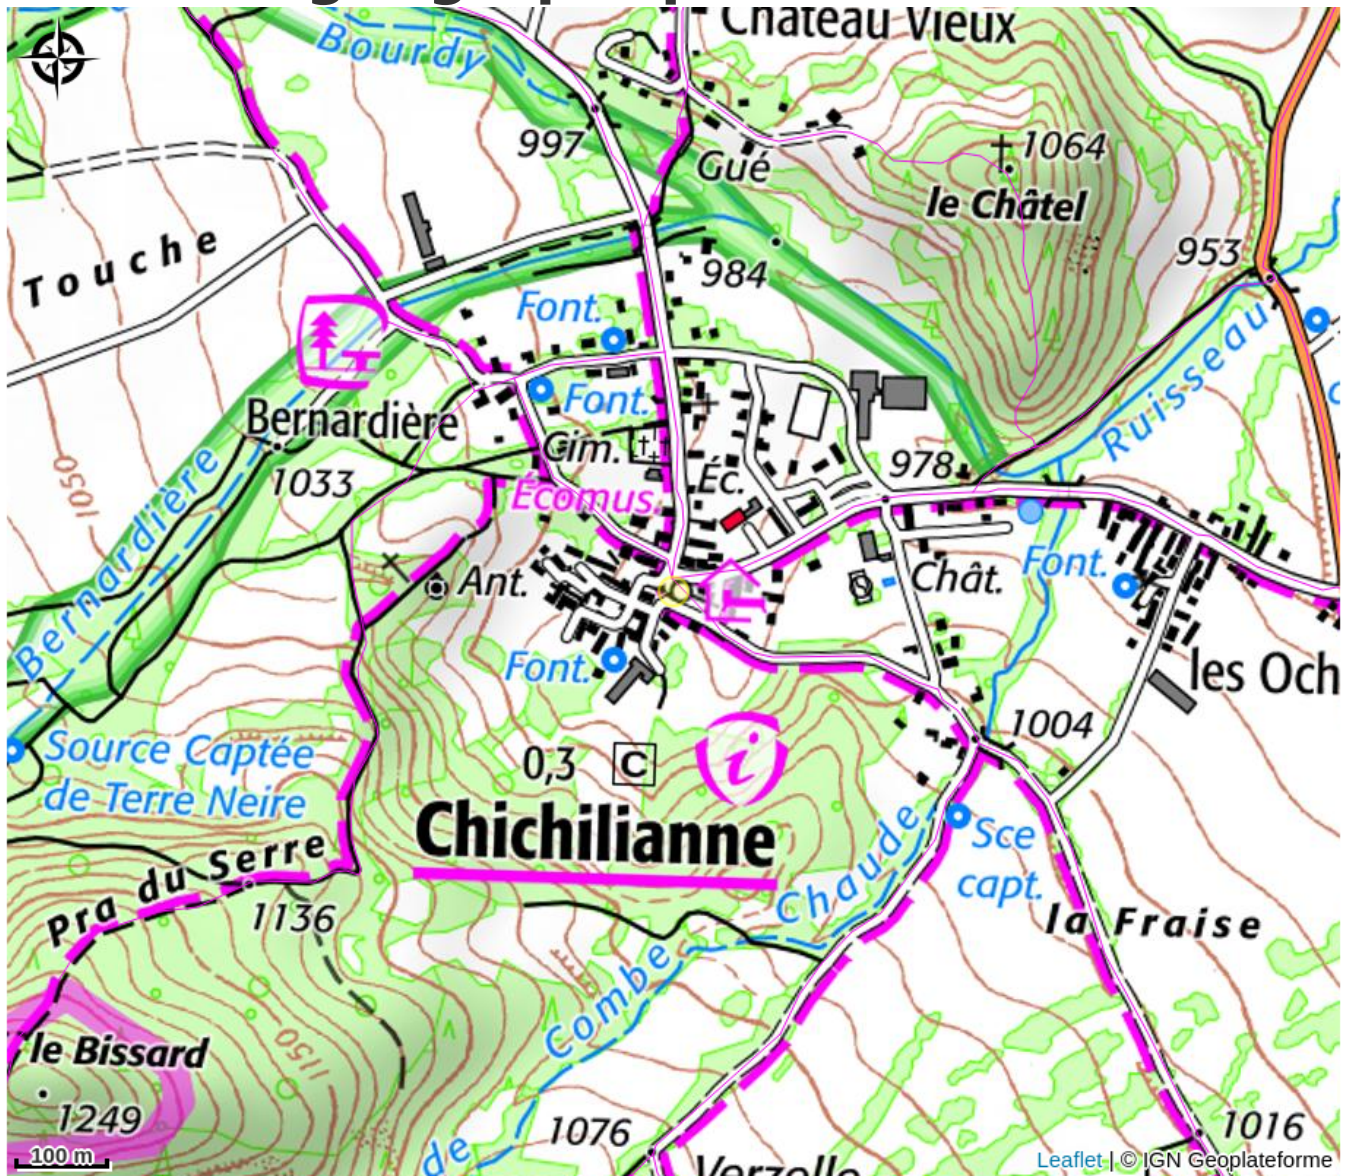 Château Vieux
Bourdy
997
Gué
1064
le Châtel
953
Touche
984
Font.
Ruisseau
Font.
Bernardière
Cim.
Éc.
978
1050
1033
Écomus.
Bernardière
Ant.
Chât.
Font.
Font.
les Och
1004
Source Captée
de Terre Neire
0,3
C
i
Chichilianne
Chaude
Sce
capt.
Pra du Serre
1136
la Fraise
Combe
1150
le Bissard
1249
1076
1016
de
Verzelle
100 m
Leaflet | © IGN Geoplateforme